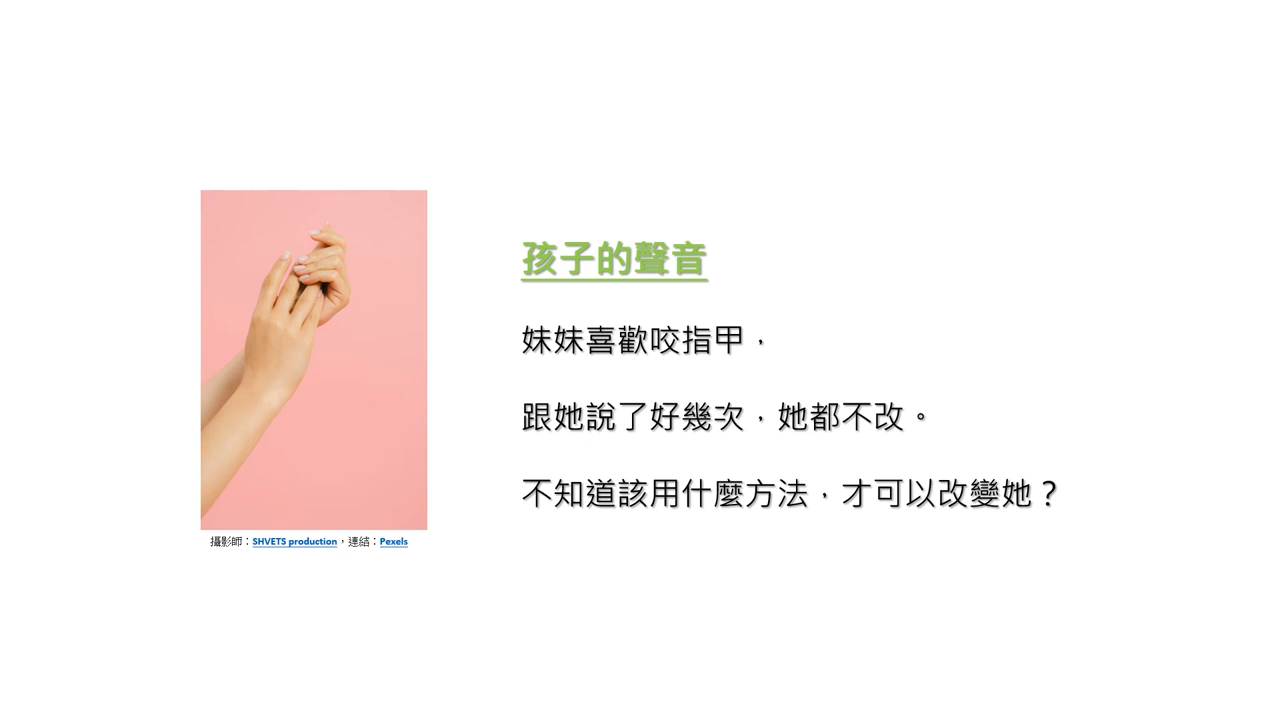 孩子的聲音
妹妹喜歡咬指甲，
跟她說了好幾次，她都不改。
不知道該用什麼方法，才可以改變她？
攝影師：SHVETS production，連結：Pexels